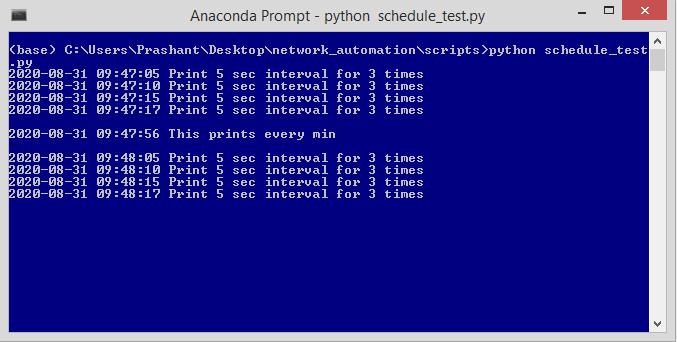 Anaconda Prompt - python schedule_test.py
(base) C:\Users\Prashant\Desktop\network_automation\scripts>python schedule_test
.py
2020-08-31 09:47:05 Print 5 sec interval for 3 times
2020-08-31 09:47:10 Print 5 sec interval for 3 times
2020-08-31 09:47:15 Print 5 sec interval for 3 times
2020-08-31 09:47:17 Print 5 sec interval for 3 times
2020-08-31 09:47:56 This prints every min
2020-08-31 09:48:05 Print 5 sec interval for 3 times
2020-08-31 09:48:10 Print 5 sec interval for 3 times
2020-08-31 09:48:15 Print 5 sec interval for 3 times
2020-08-31 09:48:17 Print 5 sec interval for 3 times